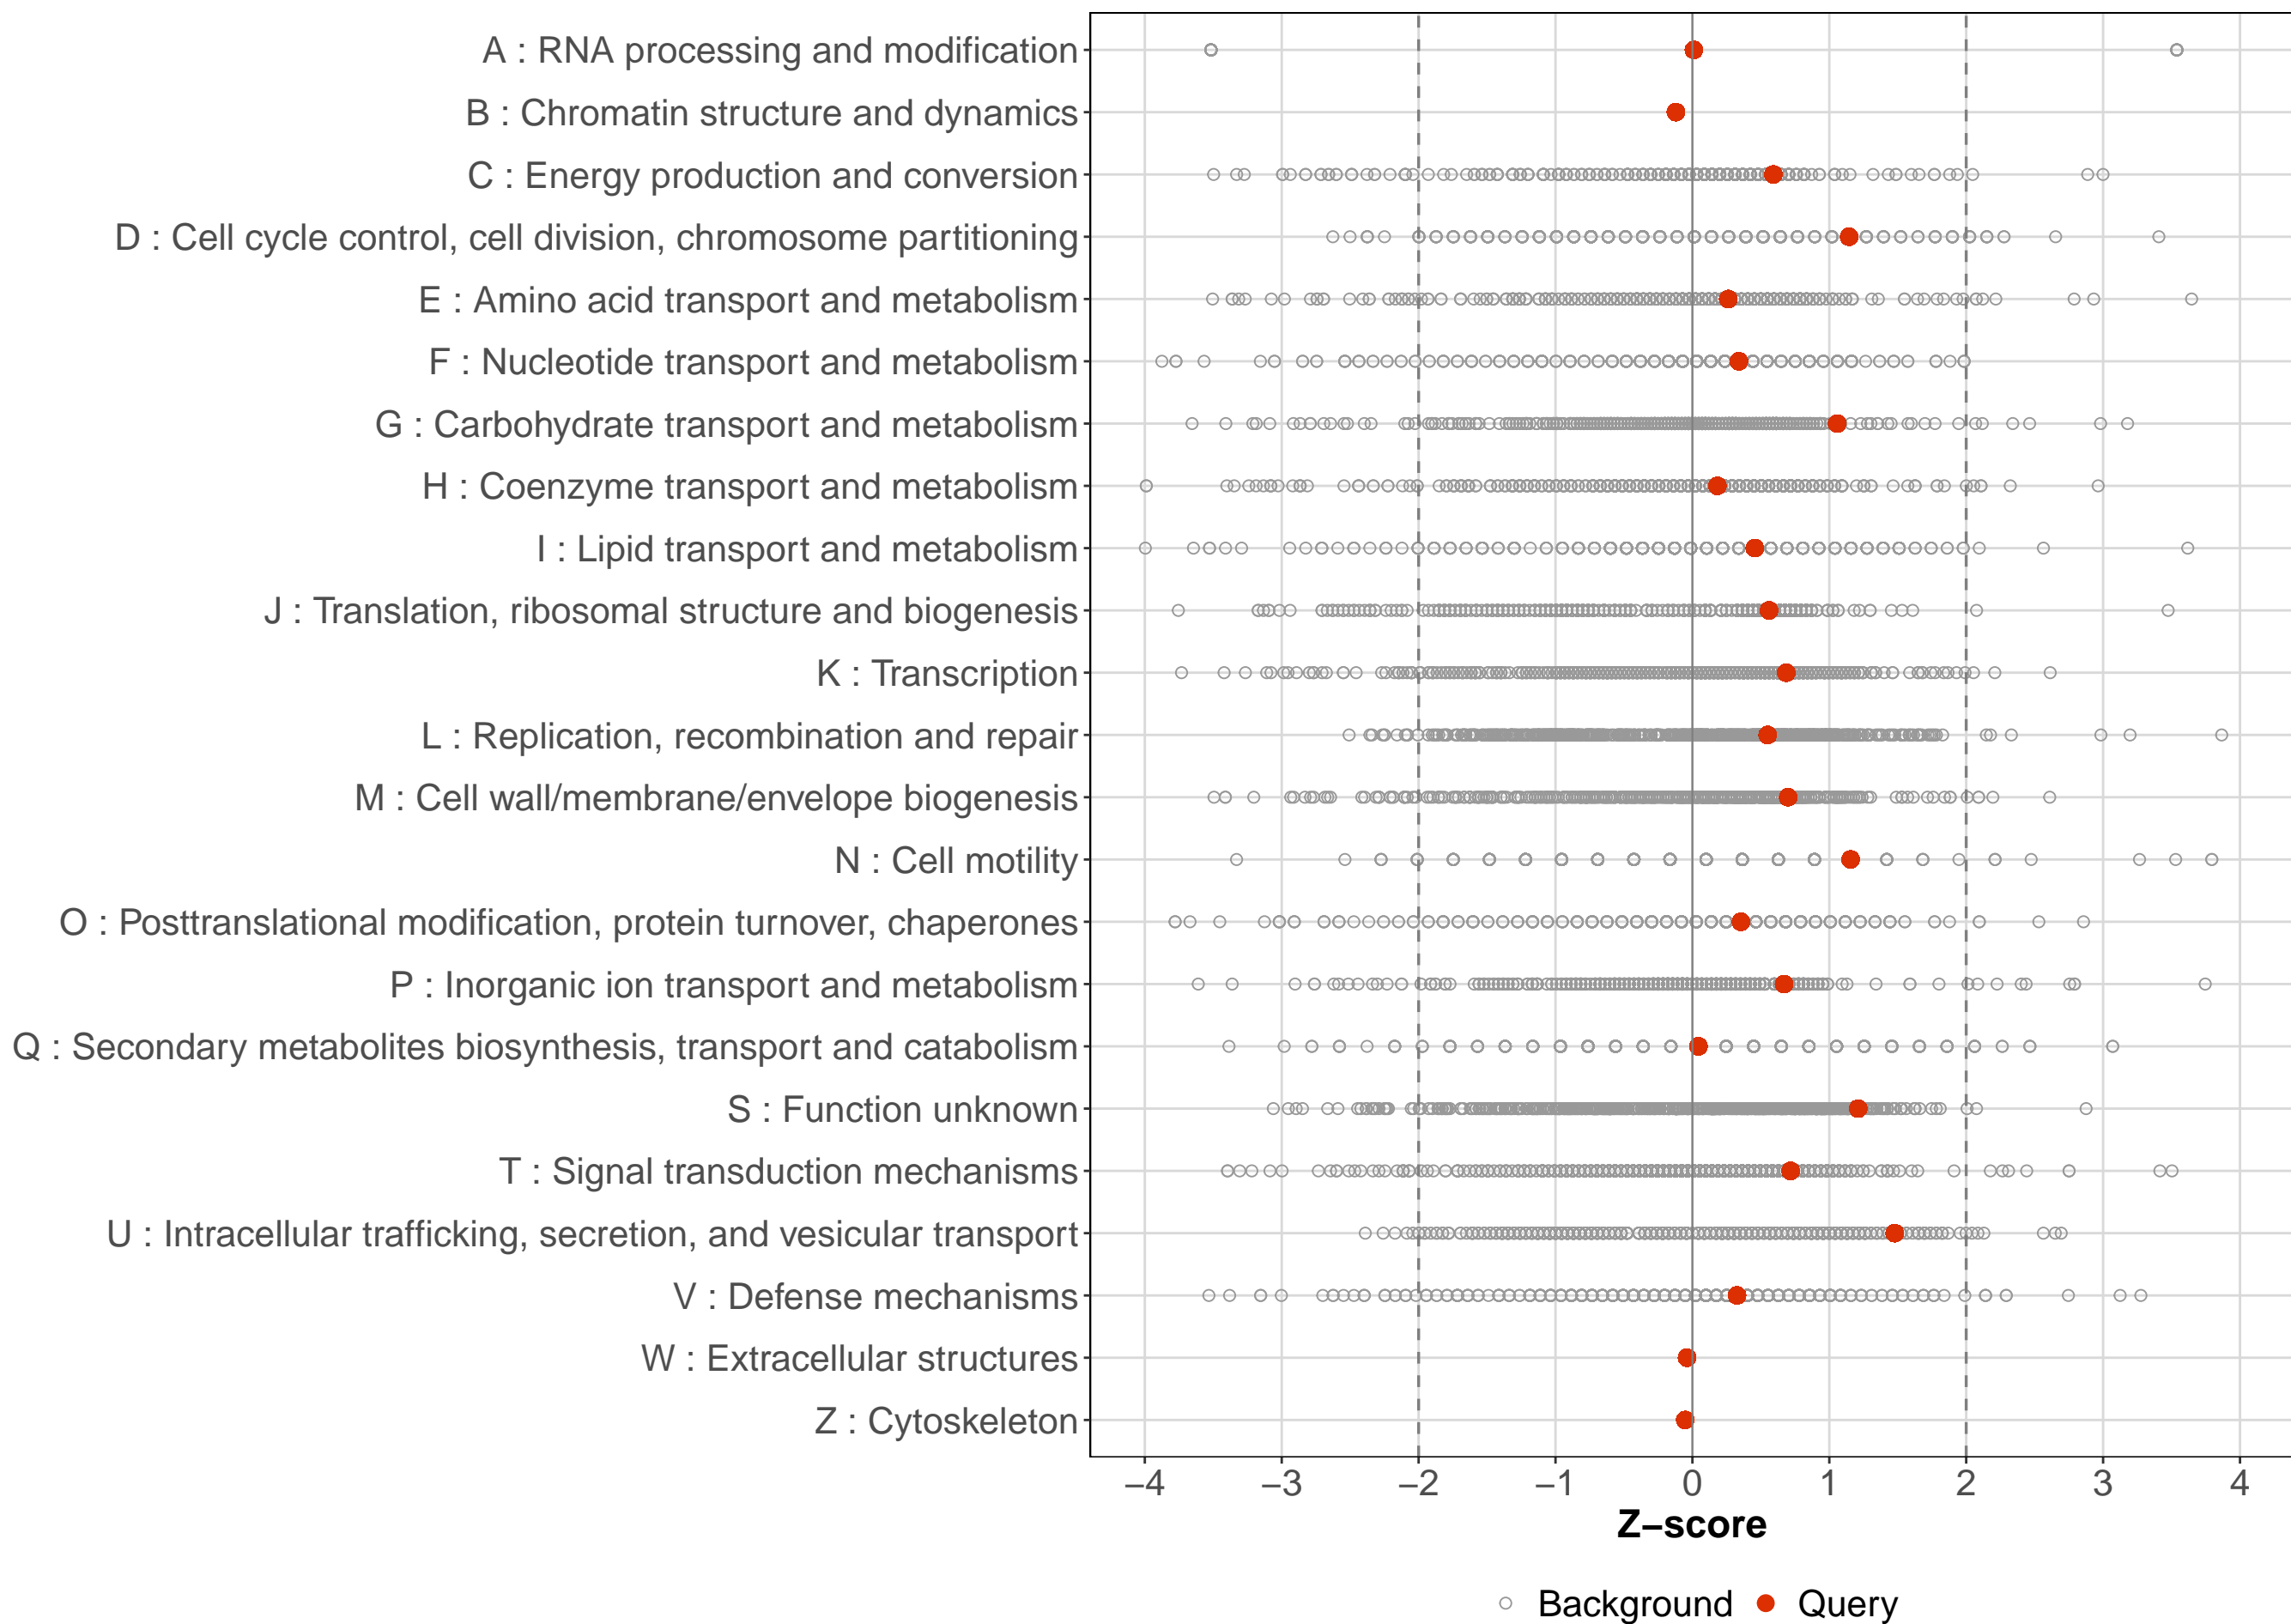 A : RNA processing and modification
B : Chromatin structure and dynamics
C : Energy production and conversion
D : Cell cycle control, cell division, chromosome partitioning
E : Amino acid transport and metabolism
F : Nucleotide transport and metabolism
G : Carbohydrate transport and metabolism
H : Coenzyme transport and metabolism
I : Lipid transport and metabolism
J : Translation, ribosomal structure and biogenesis
K : Transcription
L : Replication, recombination and repair
M : Cell wall/membrane/envelope biogenesis
N : Cell motility
O : Posttranslational modification, protein turnover, chaperones
P : Inorganic ion transport and metabolism
Q : Secondary metabolites biosynthesis, transport and catabolism
S : Function unknown
T : Signal transduction mechanisms
U : Intracellular trafficking, secretion, and vesicular transport
V : Defense mechanisms
W : Extracellular structures
Z : Cytoskeleton
−4 −3 −2 −1 0 1 2 3 4
Z−score
Background Query